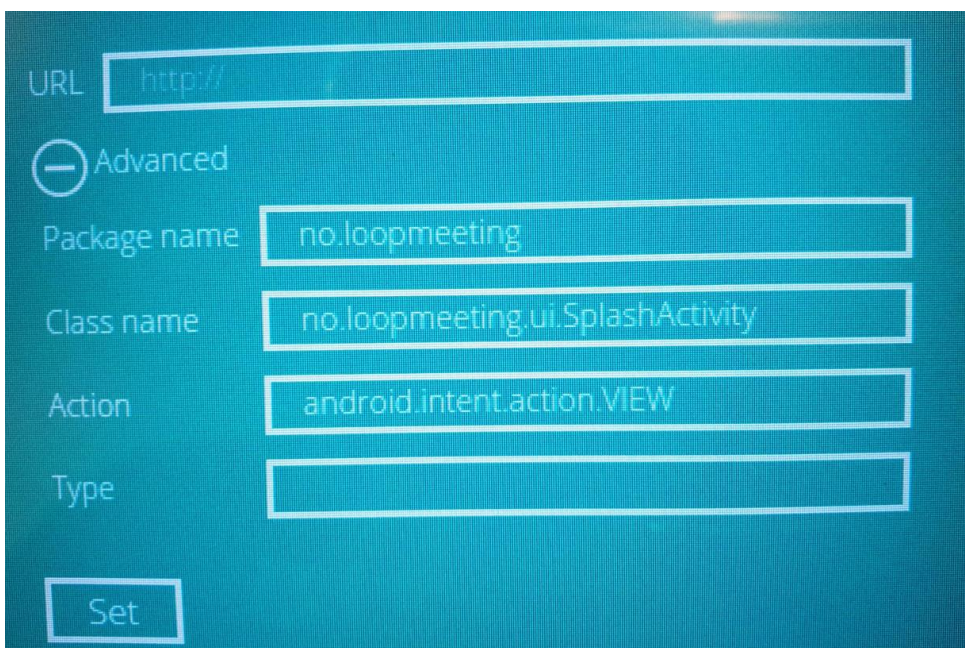 URL http://
Advanced
Package name no.loopmeeting
Class name no.loopmeeting.ui.SplashActivity
Action android.intent.action.VIEW
Type
Set